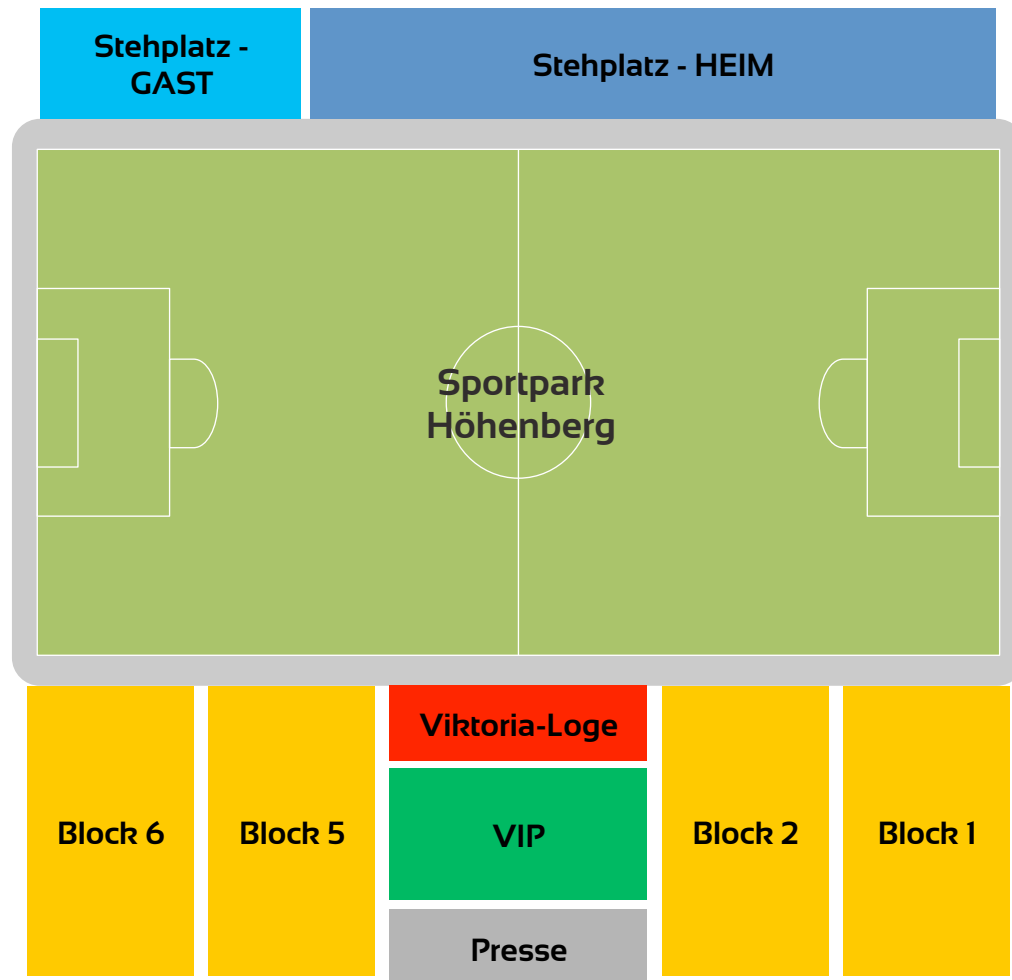 Stehplatz -
GAST
Stehplatz - HEIM
Sportpark
Höhenberg
Viktoria-Loge
Block 6
Block 5
VIP
Block 2
Block 1
Presse